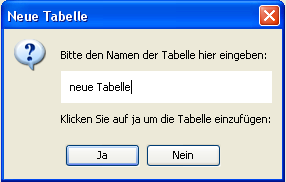 Neue Tabelle
Bitte den Namen der Tabelle hier eingeben:
neue Tabelle
Klicken Sie auf ja um die Tabelle einzufügen:
Ja
Nein